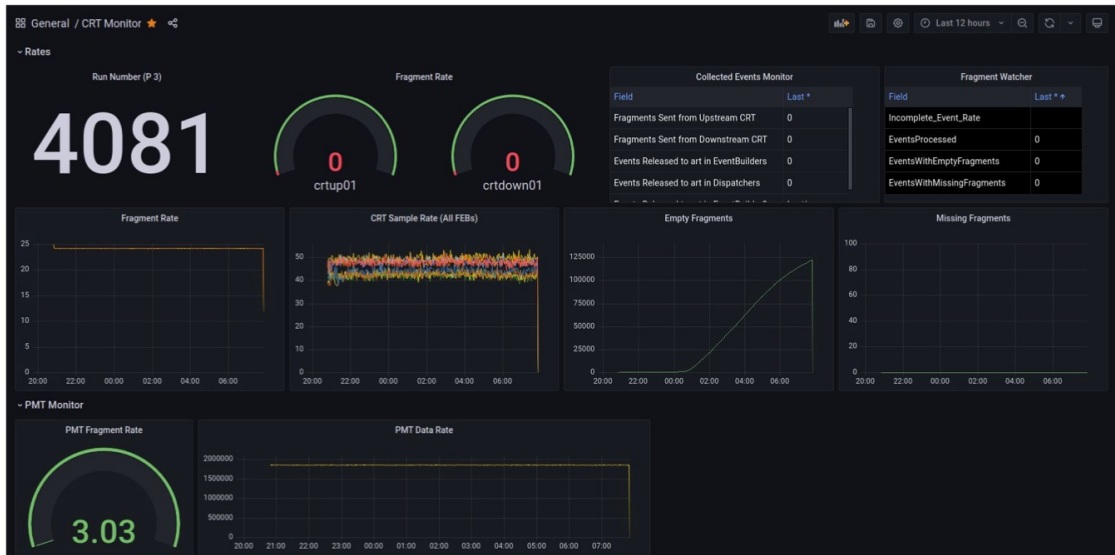 General / CRT Monitor
Last 12 hours
Rates
Run Number (P 3)
4081
Fragment Rate
0
crtup01
0
crtdown01
Collected Events Monitor
Field Last *
Fragments Sent from Upstream CRT 0
Fragments Sent from Downstream CRT 0
Events Released to art in EventBuilders 0
Events Released to art in Dispatchers 0
Fragment Watcher
Field Last *
Incomplete_Event_Rate
EventsProcessed 0
EventsWithEmptyFragments 0
EventsWithMissingFragments 0
Fragment Rate
25
20
15
10
5
0
20:00 22:00 00:00 02:00 04:00 06:00
CRT Sample Rate (All FEBs)
50
40
30
20
10
0
20:00 22:00 00:00 02:00 04:00 06:00
Empty Fragments
125000
100000
75000
50000
25000
0
20:00 22:00 00:00 02:00 04:00 06:00
Missing Fragments
100
80
60
40
20
0
20:00 22:00 00:00 02:00 04:00 06:00
PMT Monitor
PMT Fragment Rate
3.03
PMT Data Rate
2000000
1500000
1000000
500000
0
20:00 21:00 22:00 23:00 00:00 01:00 02:00 03:00 04:00 05:00 06:00 07:00